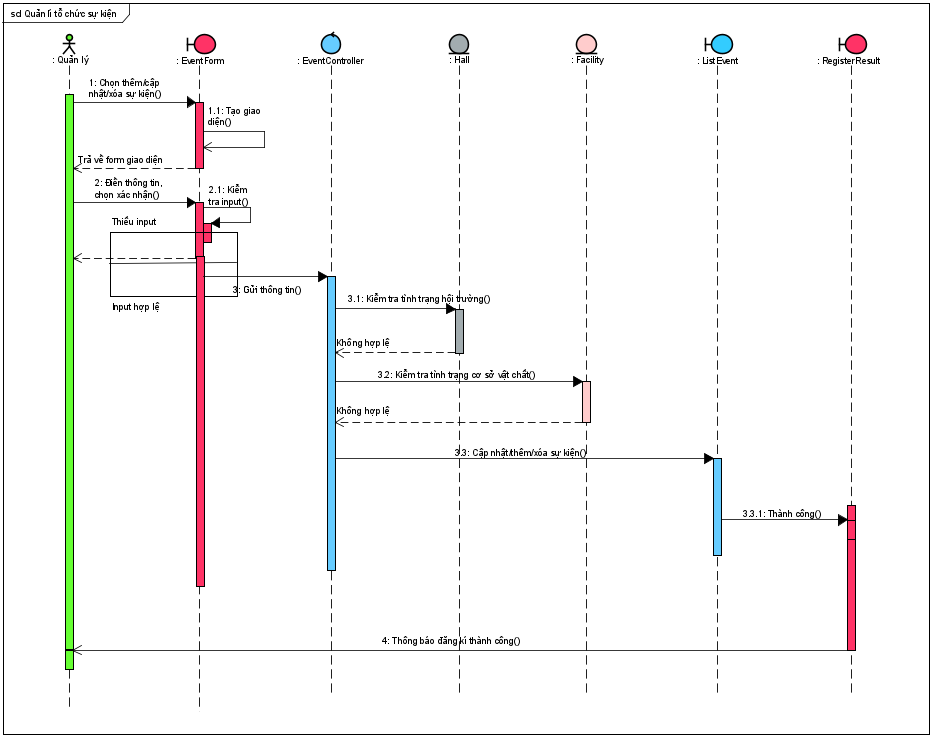 sd Quản lí tổ chức sự kiện
: Quản lý
: EventForm
: EventController
: Hall
: Facility
: ListEvent
: RegisterResult
1: Chọn thêm/cập
nhật/xóa sự kiện()
1.1: Tạo giao
diện()
Trả về form giao diện
2: Điền thông tin,
chọn xác nhận()
2.1: Kiểm
tra input()
Thiếu input
3: Gửi thông tin()
Input hợp lệ
3.1: Kiểm tra tình trạng hội trường()
Không hợp lệ
3.2: Kiểm tra tình trạng cơ sở vật chất()
Không hợp lệ
3.3: Cập nhật/thêm/xóa sự kiện()
3.3.1: Thành công()
4: Thông báo đăng kí thành công()